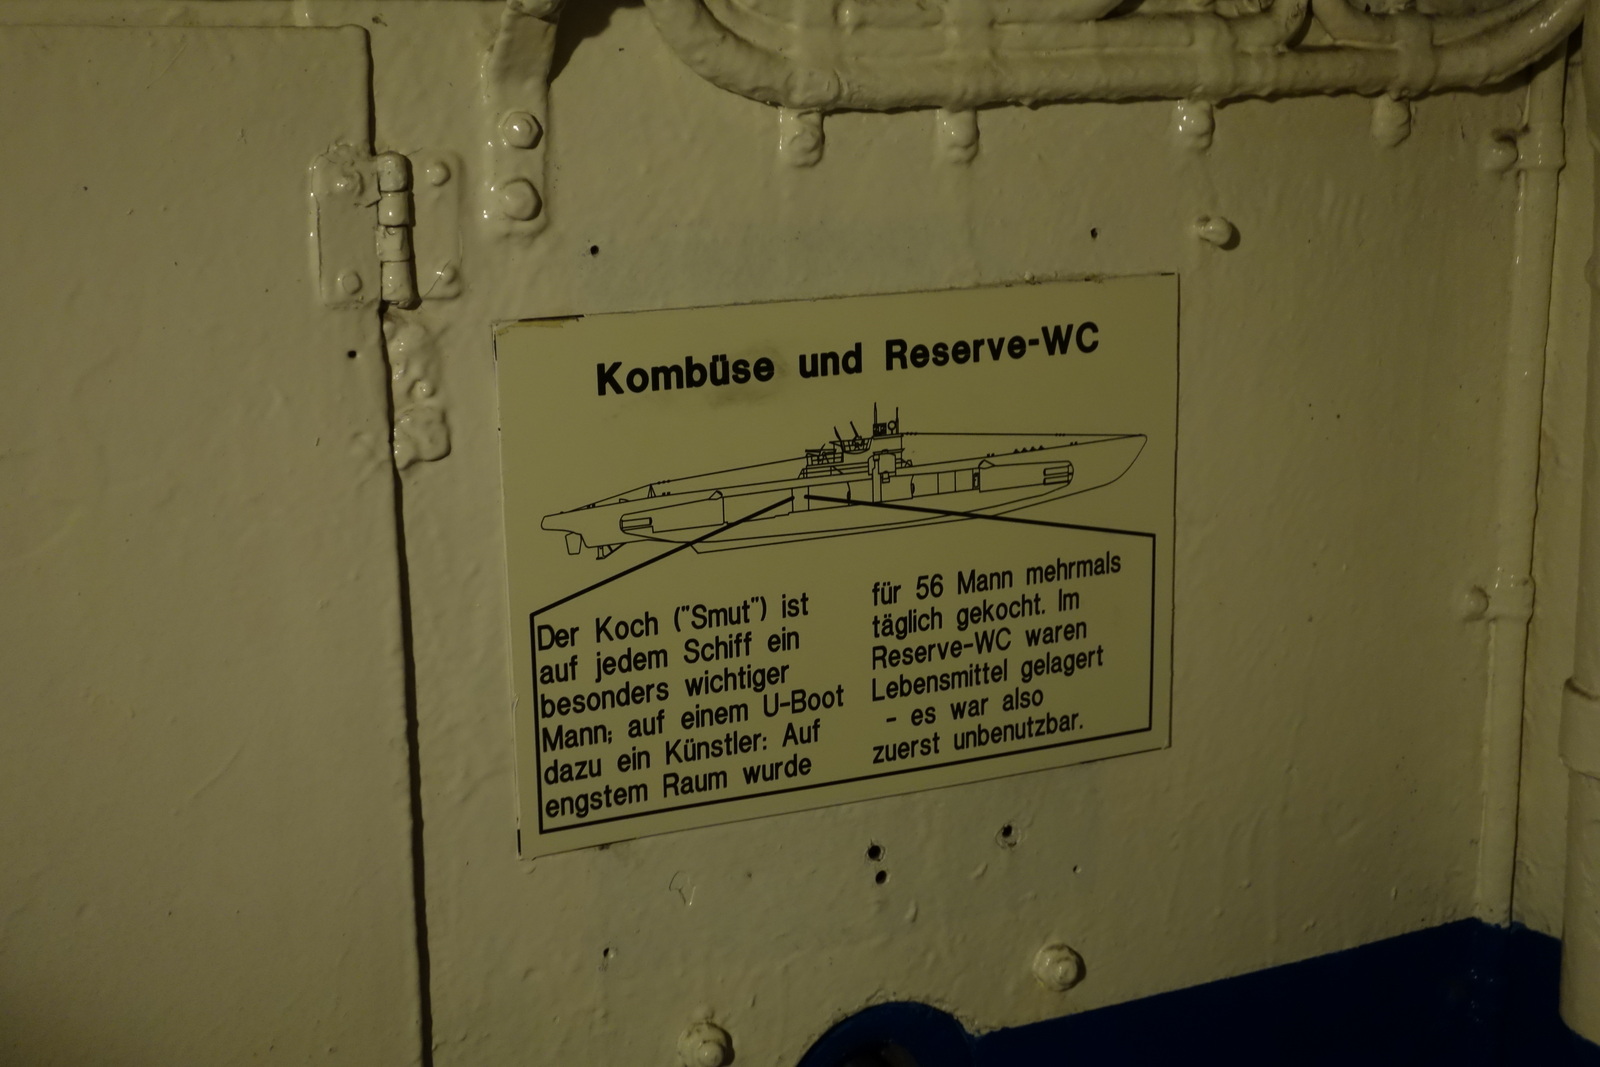 Kombüse und Reserve-WC
Der Koch ("Smut") ist
auf jedem Schiff ein
besonders wichtiger
Mann; auf einem U-Boot
dazu ein Künstler: Auf
engstem Raum wurde
für 56 Mann mehrmals
täglich gekocht. Im
Reserve-WC waren
Lebensmittel gelagert
- es war also
zuerst unbenutzbar.